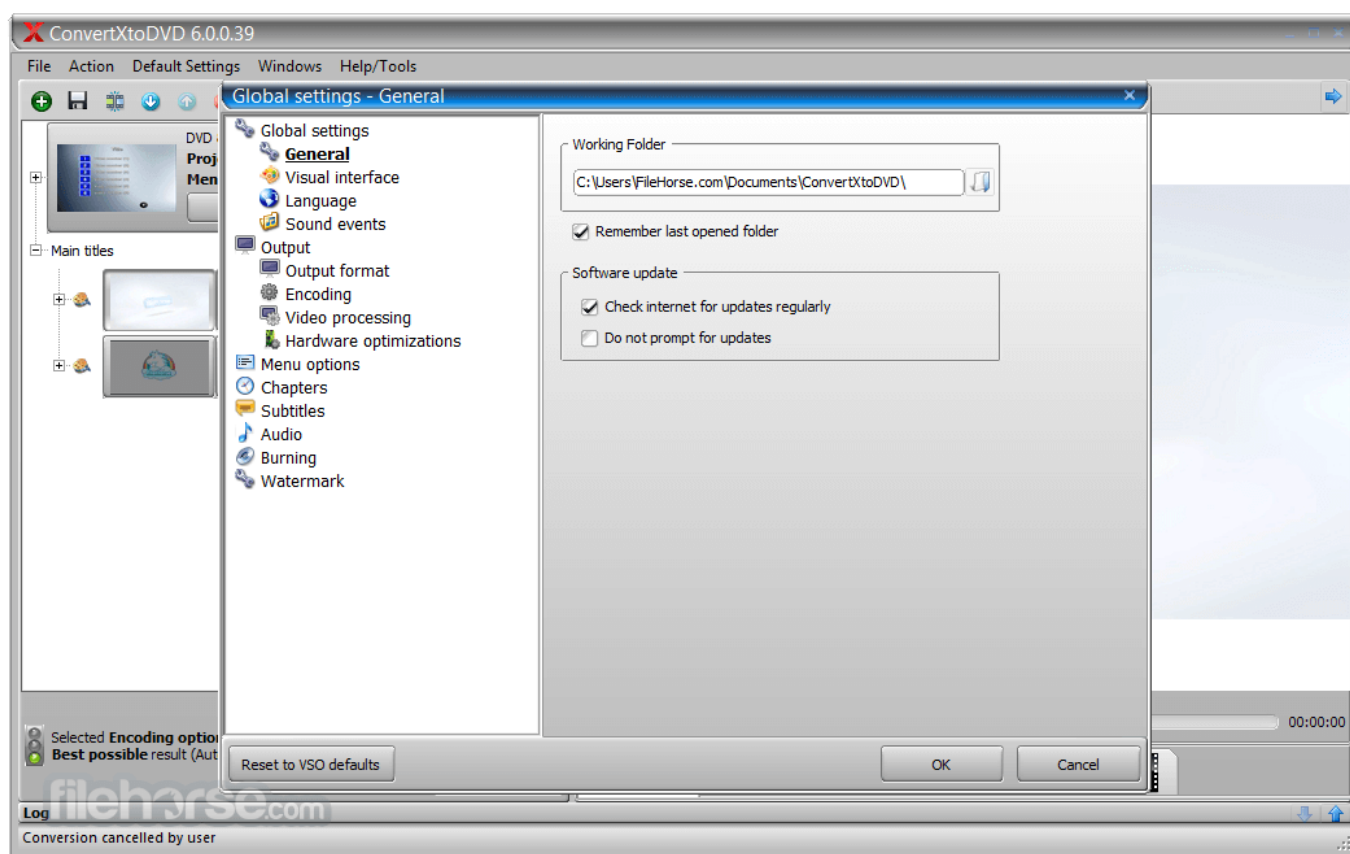 ConvertXtoDVD 6.0.0.39
File Action Default Settings Windows Help/Tools
Global settings - General
DVD
Proj
Men
Main titles
Global settings
General
Visual interface
Language
Sound events
Output
Output format
Encoding
Video processing
Hardware optimizations
Menu options
Chapters
Subtitles
Audio
Burning
Watermark
Working Folder
C:\Users\FileHorse.com\Documents\ConvertXtoDVD\
Remember last opened folder
Software update
Check internet for updates regularly
Do not prompt for updates
00:00:00
Selected Encoding option
Best possible result (Aut
Reset to VSO defaults
OK
Cancel
filehorse.com
Log
Conversion cancelled by user